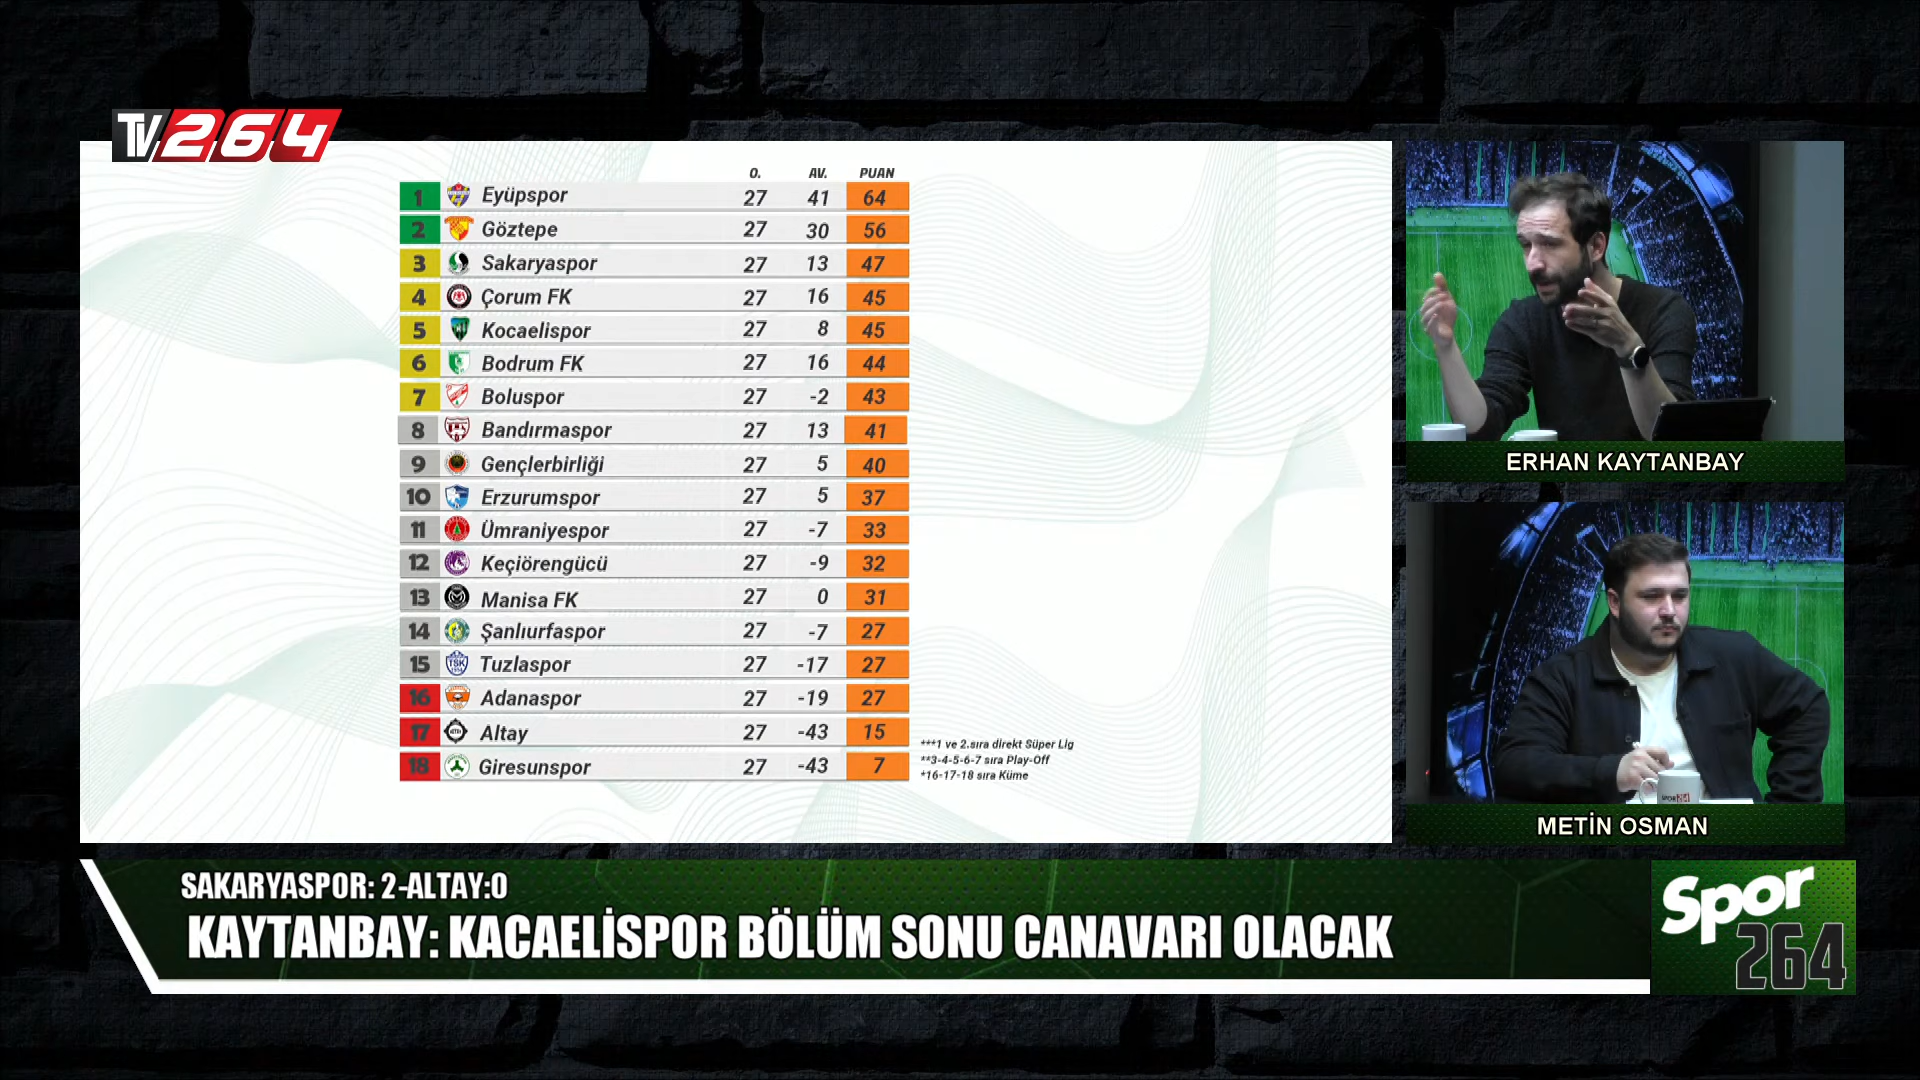 TV264
O. AV. PUAN
1 Eyüpspor 27 41 64
2 Göztepe 27 30 56
3 Sakaryaspor 27 13 47
4 Çorum FK 27 16 45
5 Kocaelispor 27 8 45
6 Bodrum FK 27 16 44
7 Boluspor 27 -2 43
8 Bandırmaspor 27 13 41
9 Gençlerbirliği 27 5 40
10 Erzurumspor 27 5 37
11 Ümraniyespor 27 -7 33
12 Keçiörengücü 27 -9 32
13 Manisa FK 27 0 31
14 Şanlıurfaspor 27 -7 27
15 Tuzlaspor 27 -17 27
16 Adanaspor 27 -19 27
17 Altay 27 -43 15
18 Giresunspor 27 -43 7
***1 ve 2.sıra direkt Süper Lig
**3-4-5-6-7 sıra Play-Off
*16-17-18 sıra Küme
ERHAN KAYTANBAY
METİN OSMAN
SAKARYASPOR: 2-ALTAY:0
KAYTANBAY: KACAELİSPOR BÖLÜM SONU CANAVARI OLACAK
Spor
264